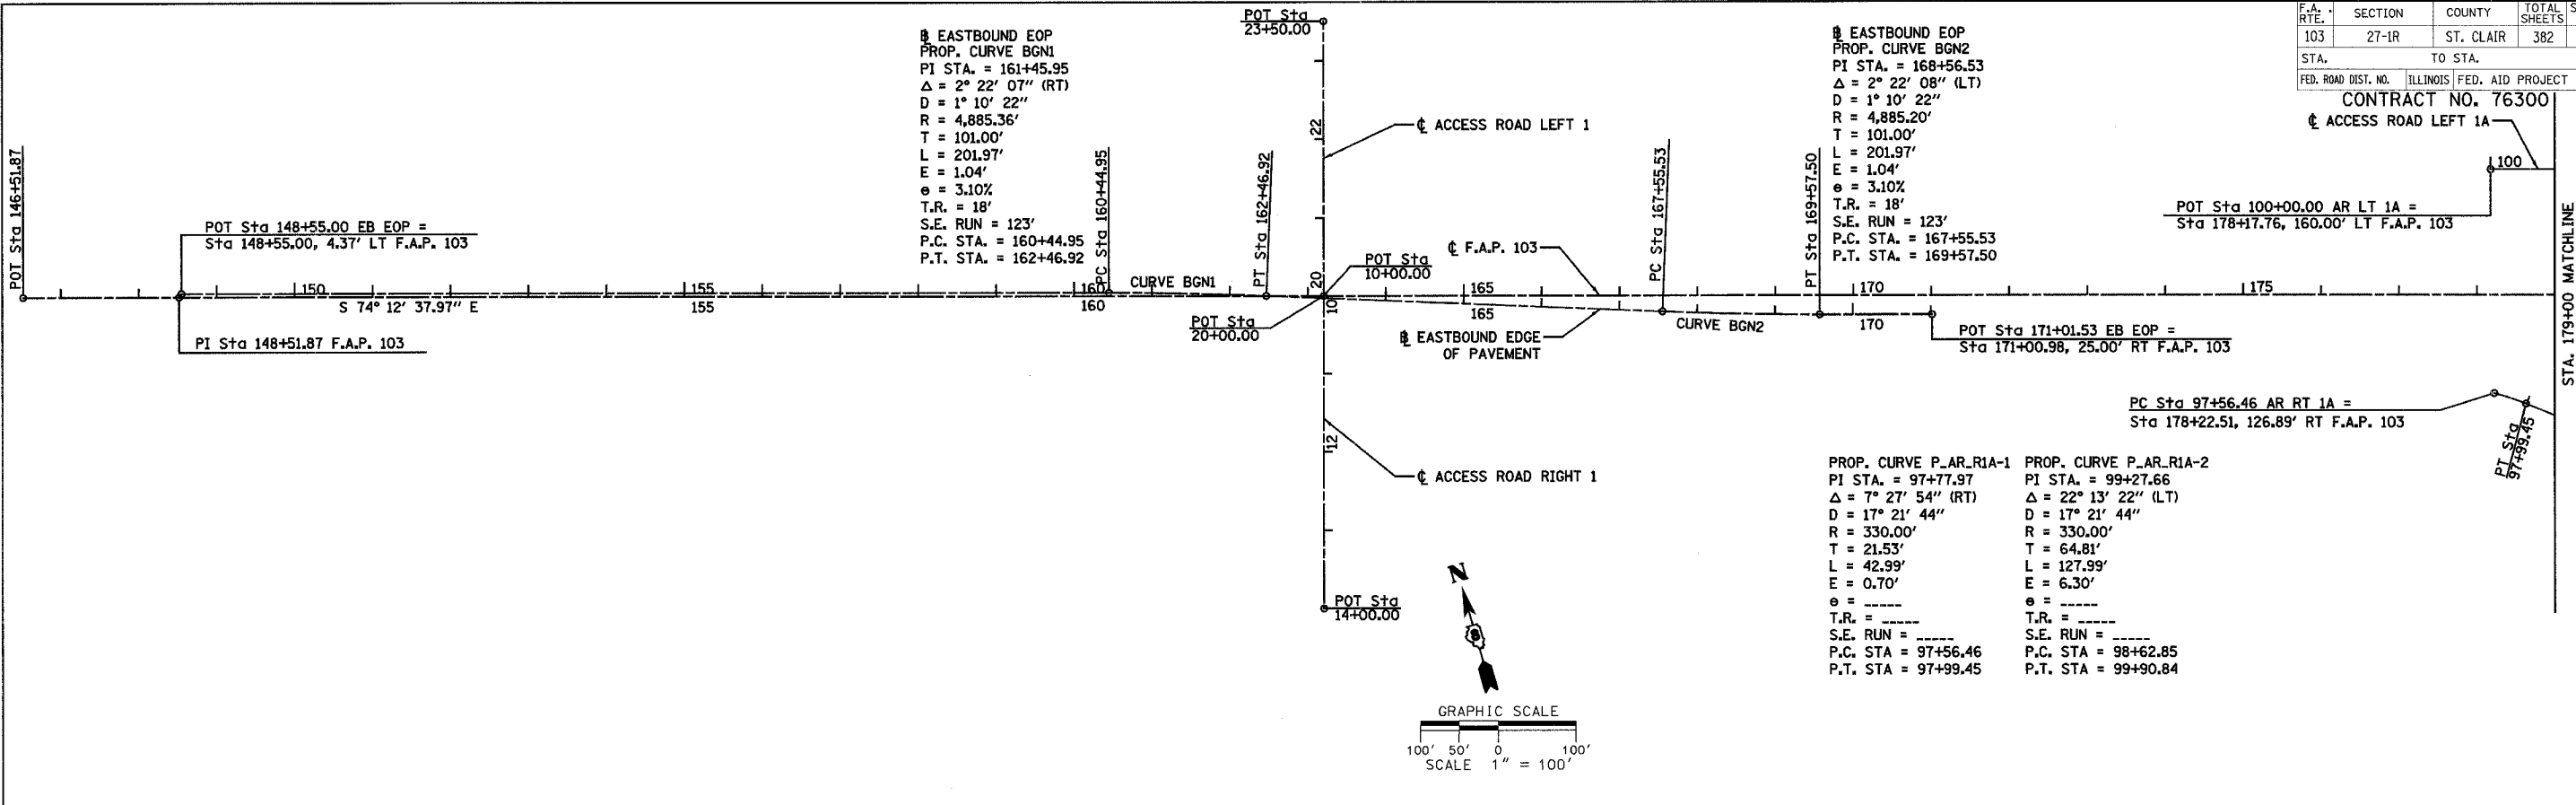 F.A. RTE. SECTION COUNTY TOTAL SHEETS
103 27-1R ST. CLAIR 382
STA. TO STA.
FED. ROAD DIST. NO. ILLINOIS FED. AID PROJECT
CONTRACT NO. 76300
POT Sta 23+50.00
℄ ACCESS ROAD LEFT 1
22
20
℄ ACCESS ROAD LEFT 1A
100
POT Sta 100+00.00 AR LT 1A =
Sta 178+17.76, 160.00' LT F.A.P. 103
STA. 179+00 MATCHLINE
EASTBOUND EOP
PROP. CURVE BGN1
PI STA. = 161+45.95
Δ = 2° 22' 07" (RT)
D = 1° 10' 22"
R = 4,885.36'
T = 101.00'
L = 201.97'
E = 1.04'
e = 3.10%
T.R. = 18'
S.E. RUN = 123'
P.C. STA. = 160+44.95
P.T. STA. = 162+46.92
EASTBOUND EOP
PROP. CURVE BGN2
PI STA. = 168+56.53
Δ = 2° 22' 08" (LT)
D = 1° 10' 22"
R = 4,885.20'
T = 101.00'
L = 201.97'
E = 1.04'
e = 3.10%
T.R. = 18'
S.E. RUN = 123'
P.C. STA. = 167+55.53
P.T. STA. = 169+57.50
POT Sta 146+51.87
POT Sta 148+55.00 EB EOP =
Sta 148+55.00, 4.37' LT F.A.P. 103
PC Sta 160+44.95
PT Sta 162+46.92
POT Sta
10+00.00
℄ F.A.P. 103
PC Sta 167+55.53
PT Sta 169+57.50
150 155 160 CURVE BGN1 165 170 175
S 74° 12' 37.97" E 155 160 10 165 CURVE BGN2 170
PI Sta 148+51.87 F.A.P. 103
POT Sta
20+00.00
EASTBOUND EDGE
OF PAVEMENT
POT Sta 171+01.53 EB EOP =
Sta 171+00.98, 25.00' RT F.A.P. 103
PC Sta 97+56.46 AR RT 1A =
Sta 178+22.51, 126.89' RT F.A.P. 103
PT Sta
97+99.45
12
℄ ACCESS ROAD RIGHT 1
POT Sta
14+00.00
PROP. CURVE P_AR_R1A-1
PI STA. = 97+77.97
Δ = 7° 27' 54" (RT)
D = 17° 21' 44"
R = 330.00'
T = 21.53'
L = 42.99'
E = 0.70'
e = _____
T.R. = _____
S.E. RUN = _____
P.C. STA = 97+56.46
P.T. STA = 97+99.45
PROP. CURVE P_AR_R1A-2
PI STA. = 99+27.66
Δ = 22° 13' 22" (LT)
D = 17° 21' 44"
R = 330.00'
T = 64.81'
L = 127.99'
E = 6.30'
e = _____
T.R. = _____
S.E. RUN = _____
P.C. STA = 98+62.85
P.T. STA = 99+90.84
N
GRAPHIC SCALE
100' 50' 0 100'
SCALE 1" = 100'